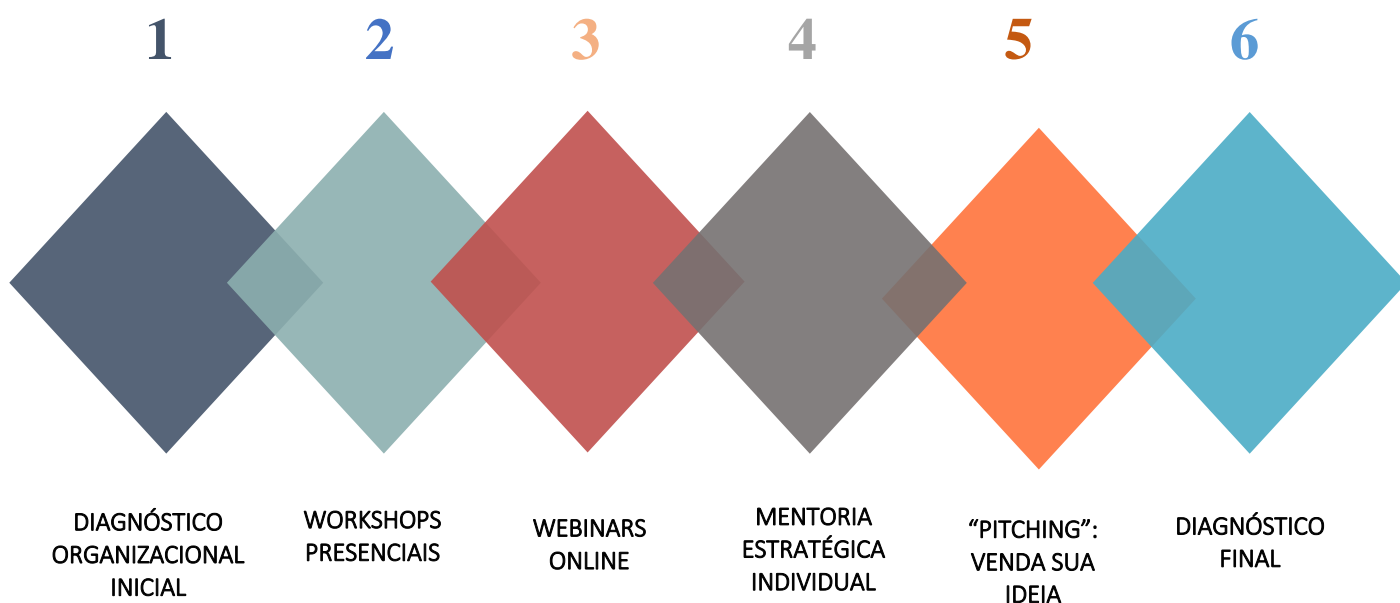 1
2
3
4
5
6
DIAGNÓSTICO
ORGANIZACIONAL
INICIAL
WORKSHOPS
PRESENCIAIS
WEBINARS
ONLINE
MENTORIA
ESTRATÉGICA
INDIVIDUAL
“PITCHING”:
VENDA SUA
IDEIA
DIAGNÓSTICO
FINAL